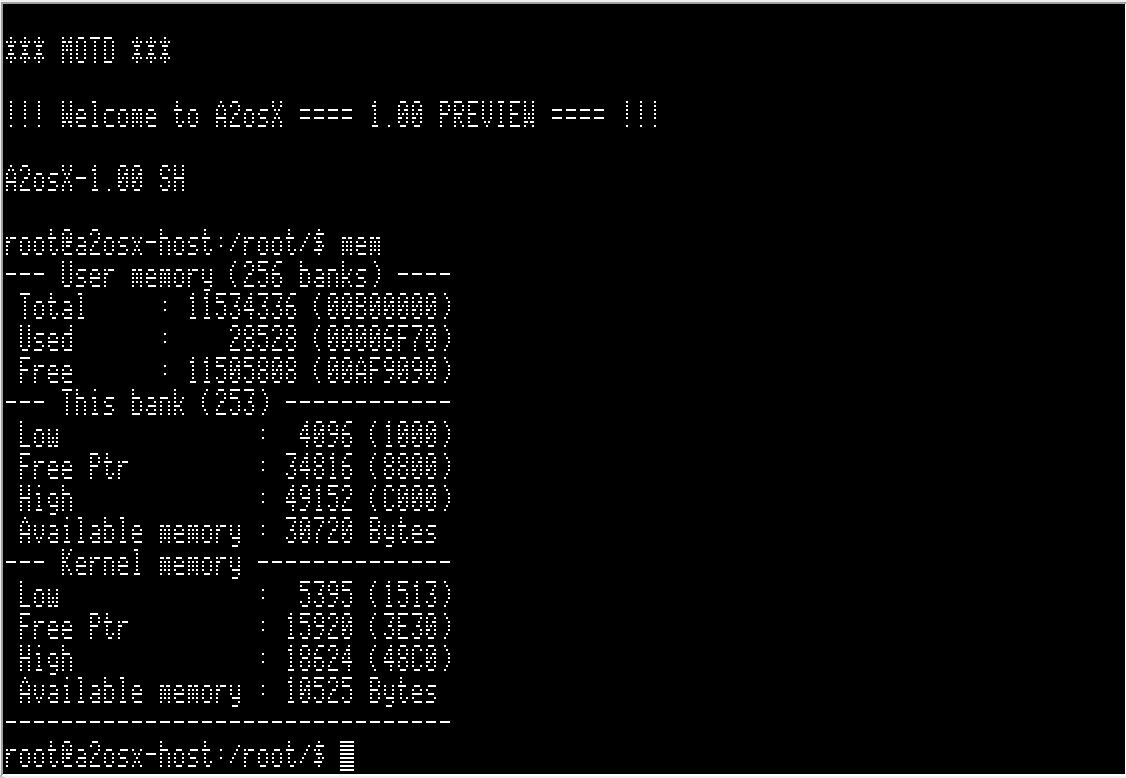 *** MOTD ***
!!! Welcome to A2osX ==== 1.00 PREVIEW ==== !!!
A2osX-1.00 SH
root@a2osx-host:/root/$ mem
--- User memory (256 banks) ----
Total : 11534336 (00B00000)
Used : 28528 (00006F70)
Free : 11505808 (00AF9090)
--- This bank (253) ------------
Low : 4096 (1000)
Free Ptr : 34816 (8800)
High : 49152 (C000)
Available memory : 30720 Bytes
--- Kernel memory --------------
Low : 5395 (1513)
Free Ptr : 15920 (3E30)
High : 18624 (48C0)
Available memory : 10525 Bytes
--------------------------------
root@a2osx-host:/root/$